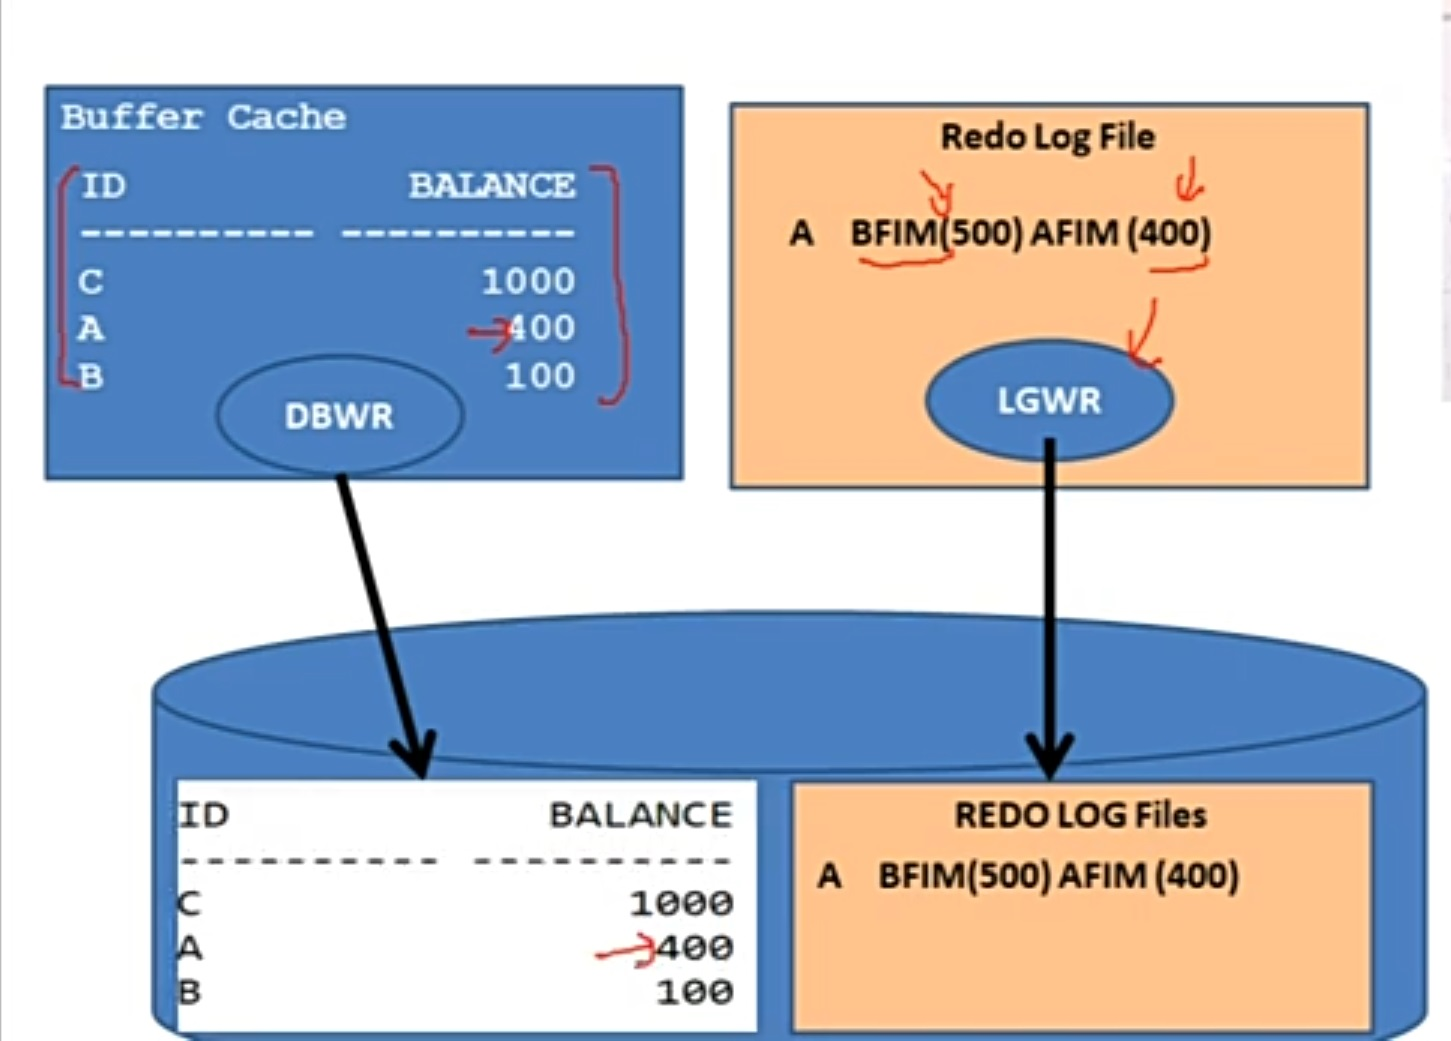 Buffer Cache
ID BALANCE
---------- ----------
C 1000
A 400
B 100
DBWR
Redo Log File
A BFIM(500) AFIM (400)
LGWR
ID BALANCE
---------- ----------
C 1000
A 400
B 100
REDO LOG Files
A BFIM(500) AFIM (400)